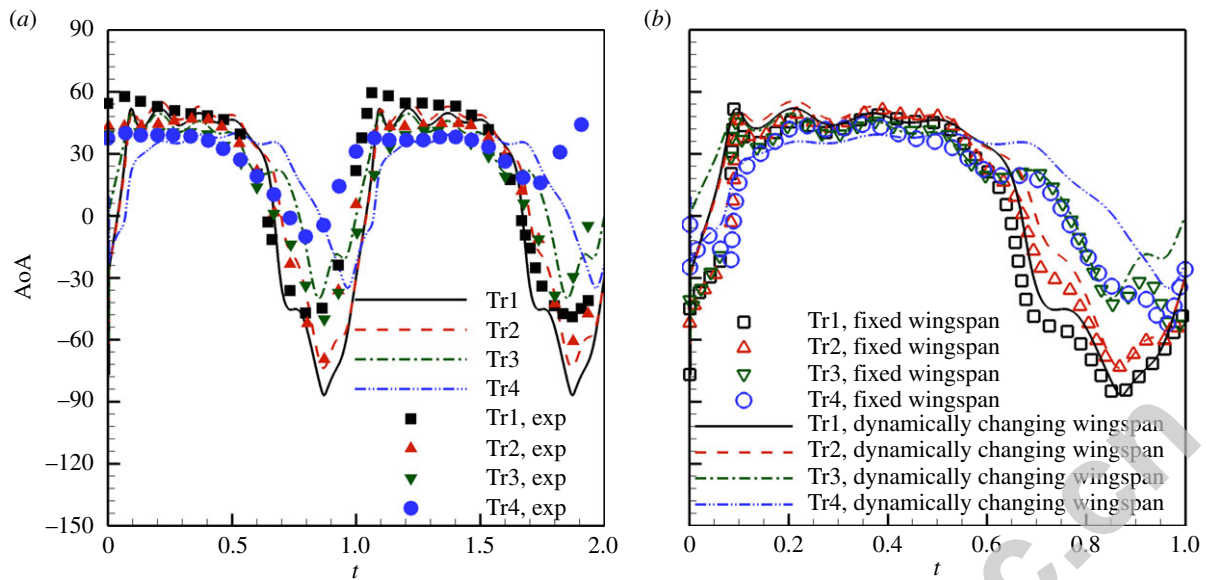 (a)
90
60
30
0
−30
−60
−90
−120
−150
AoA
0
0.5
1.0
1.5
2.0
t
Tr1
Tr2
Tr3
Tr4
Tr1, exp
Tr2, exp
Tr3, exp
Tr4, exp
(b)
Tr1, fixed wingspan
Tr2, fixed wingspan
Tr3, fixed wingspan
Tr4, fixed wingspan
Tr1, dynamically changing wingspan
Tr2, dynamically changing wingspan
Tr3, dynamically changing wingspan
Tr4, dynamically changing wingspan
0
0.2
0.4
0.6
0.8
1.0
t
c.cn